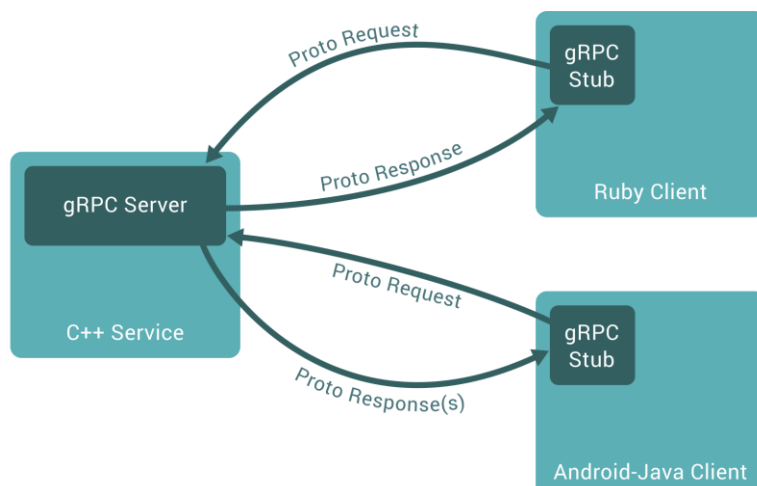 Proto Request
gRPC
Stub
Ruby Client
Proto Response
gRPC Server
C++ Service
Proto Request
gRPC
Stub
Proto Response(s)
Android-Java Client